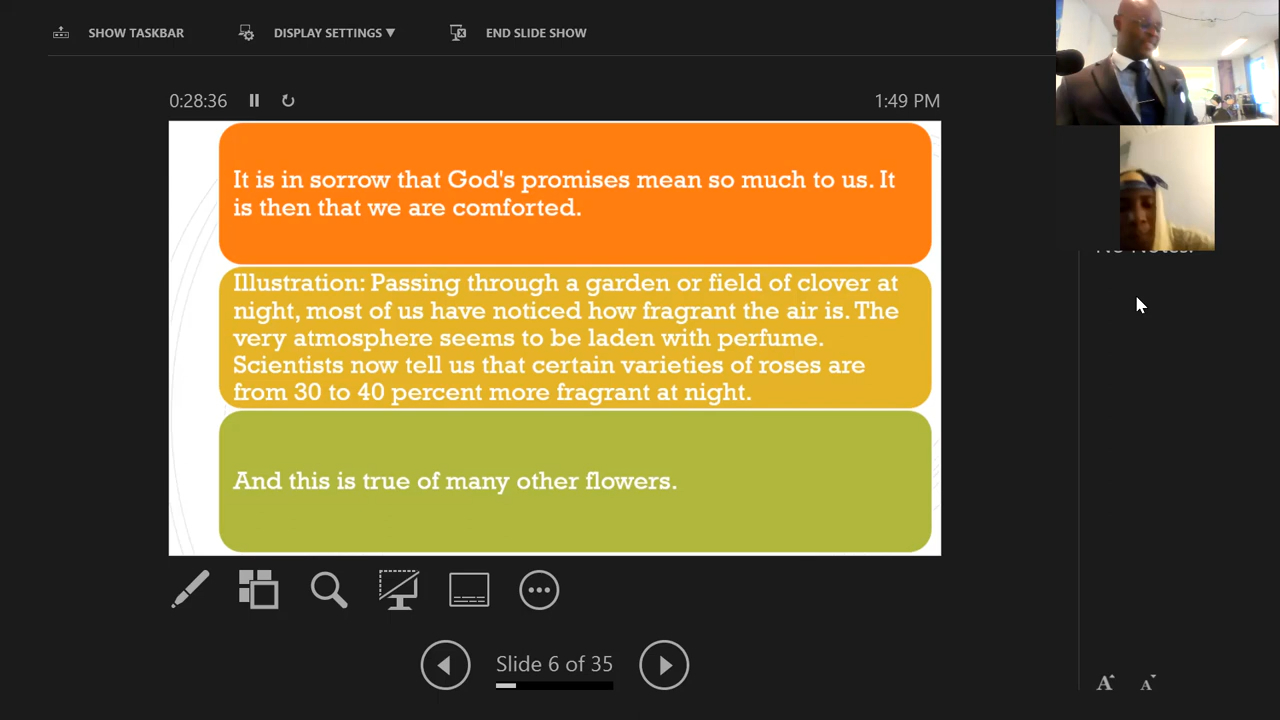 SHOW TASKBAR DISPLAY SETTINGS ▼ END SLIDE SHOW
0:28:36 1:49 PM
It is in sorrow that God's promises mean so much to us. It
is then that we are comforted.
Illustration: Passing through a garden or field of clover at
night, most of us have noticed how fragrant the air is. The
very atmosphere seems to be laden with perfume.
Scientists now tell us that certain varieties of roses are
from 30 to 40 percent more fragrant at night.
And this is true of many other flowers.
No Notes.
Slide 6 of 35
A A